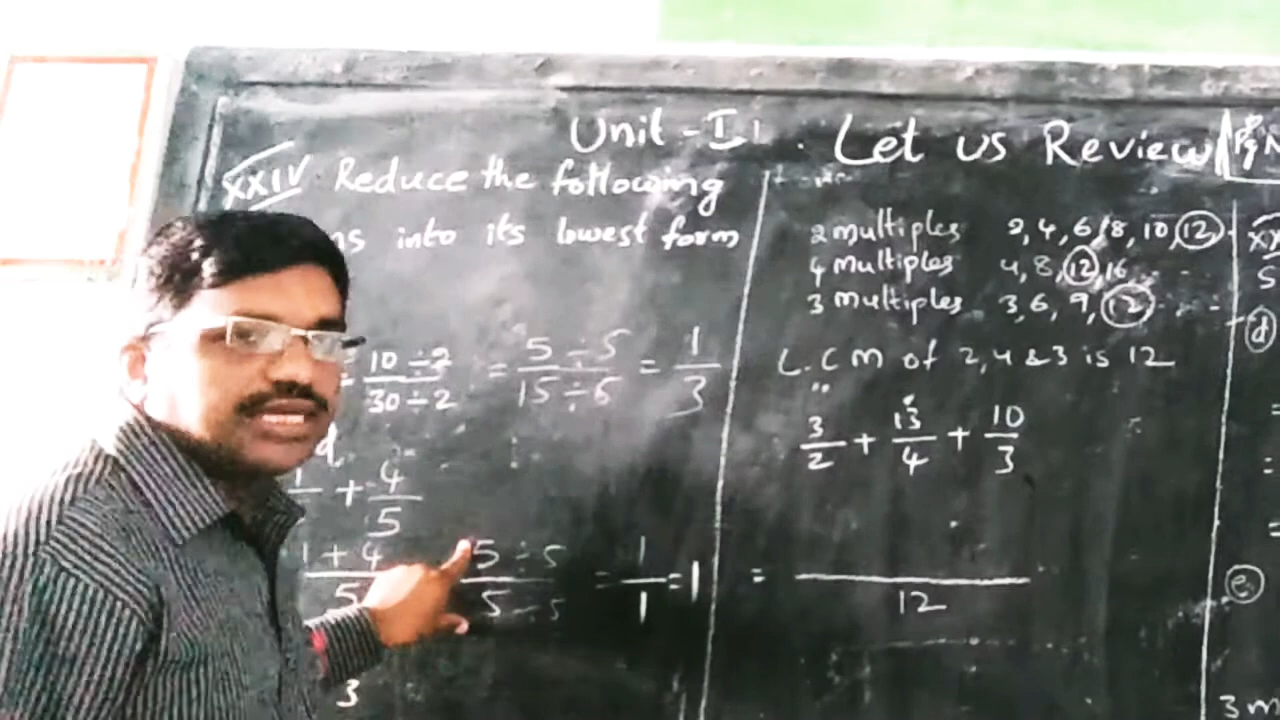 Unit - II . Let us Review
XXIV. Reduce the following
ns into its lowest form
= 10 ÷ 2 / 30 ÷ 2 = 5 ÷ 5 / 15 ÷ 5 = 1 / 3
1 + 4 / 5
1 + 4 / 5 5 ÷ 5 / 5 ÷ 5 = 1 / 1 = 1
3
2 multiples 2, 4, 6, 8, 10, 12
4 multiples 4, 8, 12, 16
3 multiples 3, 6, 9, 12
L.C M of 2, 4 & 3 is 12
3 / 2 + 13 / 4 + 10 / 3
= / 12
d
e.
3 m